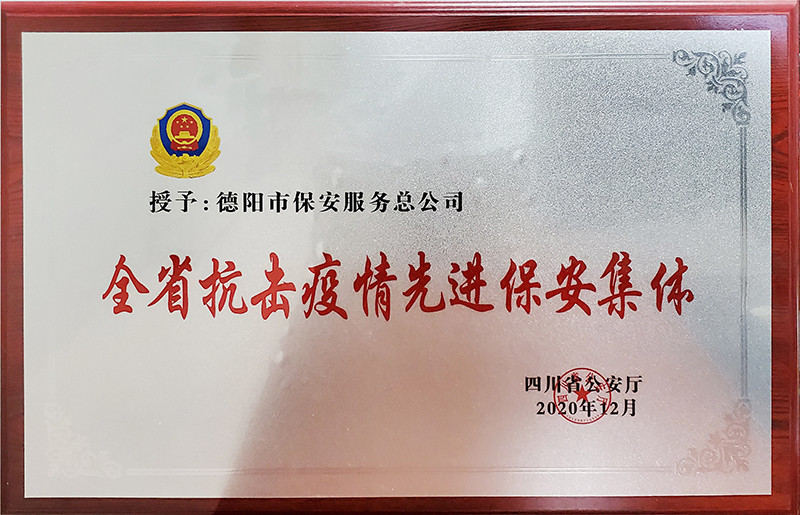 授予:德阳市保安服务总公司
全省抗击疫情先进保安集体
四川省公安厅
2020年12月